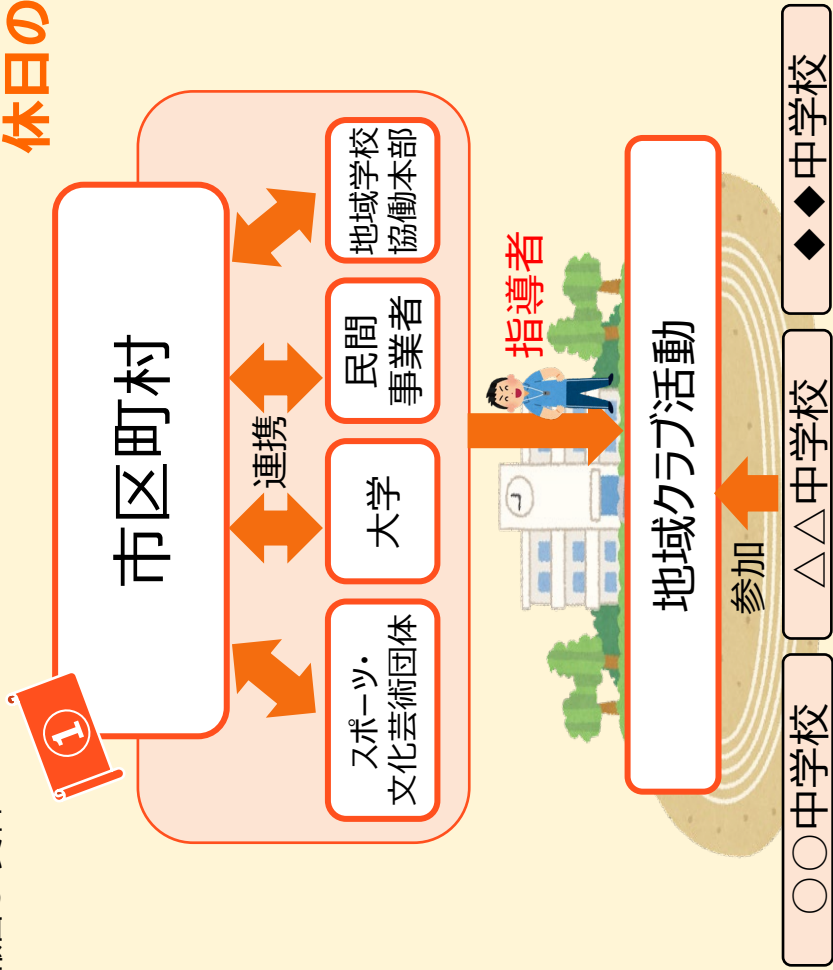 休日の
①
市区町村
連携
スポーツ・
文化芸術団体
大学
民間
事業者
地域学校
協働本部
指導者
地域クラブ活動
参加
○○中学校
△△中学校
◆◆中学校